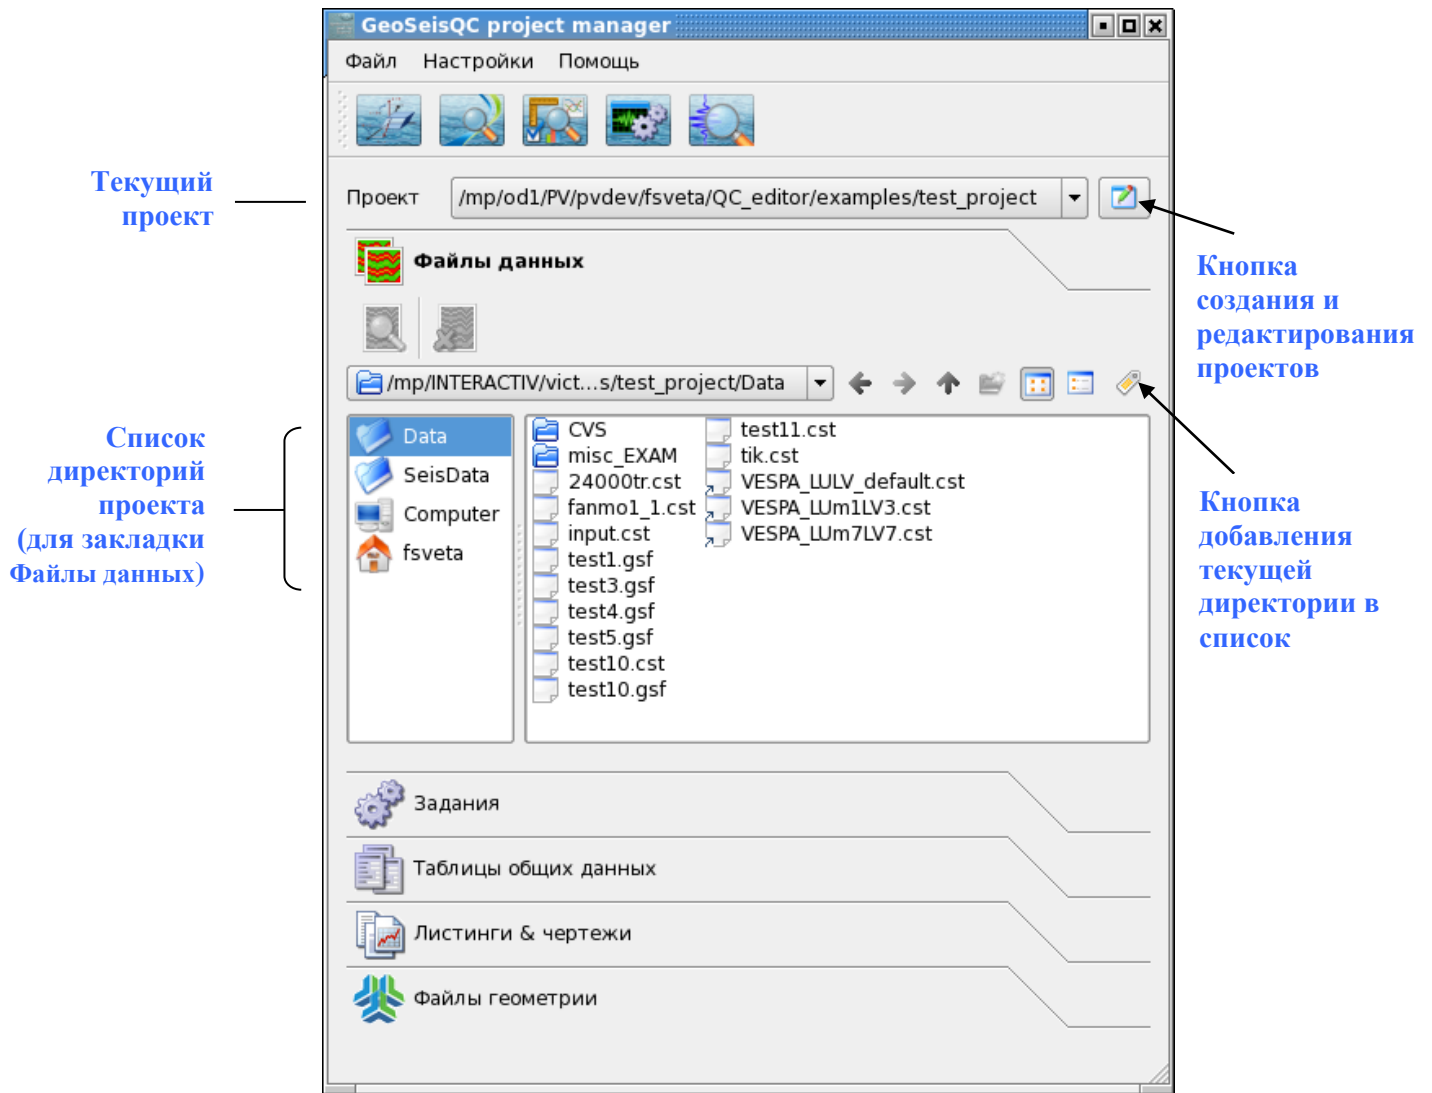 GeoSeisQC project manager
Файл Настройки Помощь
Текущий
проект
Проект /mp/od1/PV/pvdev/fsveta/QC_editor/examples/test_project
Файлы данных
Кнопка
создания и
редактирования
проектов
/mp/INTERACTIV/vict...s/test_project/Data
Список
директорий
проекта
(для закладки
Файлы данных)
Data
SeisData
Computer
fsveta
CVS
misc_EXAM
24000tr.cst
fanmo1_1.cst
input.cst
test1.gsf
test3.gsf
test4.gsf
test5.gsf
test10.cst
test10.gsf
test11.cst
tik.cst
VESPA_LULV_default.cst
VESPA_LUm1LV3.cst
VESPA_LUm7LV7.cst
Кнопка
добавления
текущей
директории в
список
Задания
Таблицы общих данных
Листинги & чертежи
Файлы геометрии